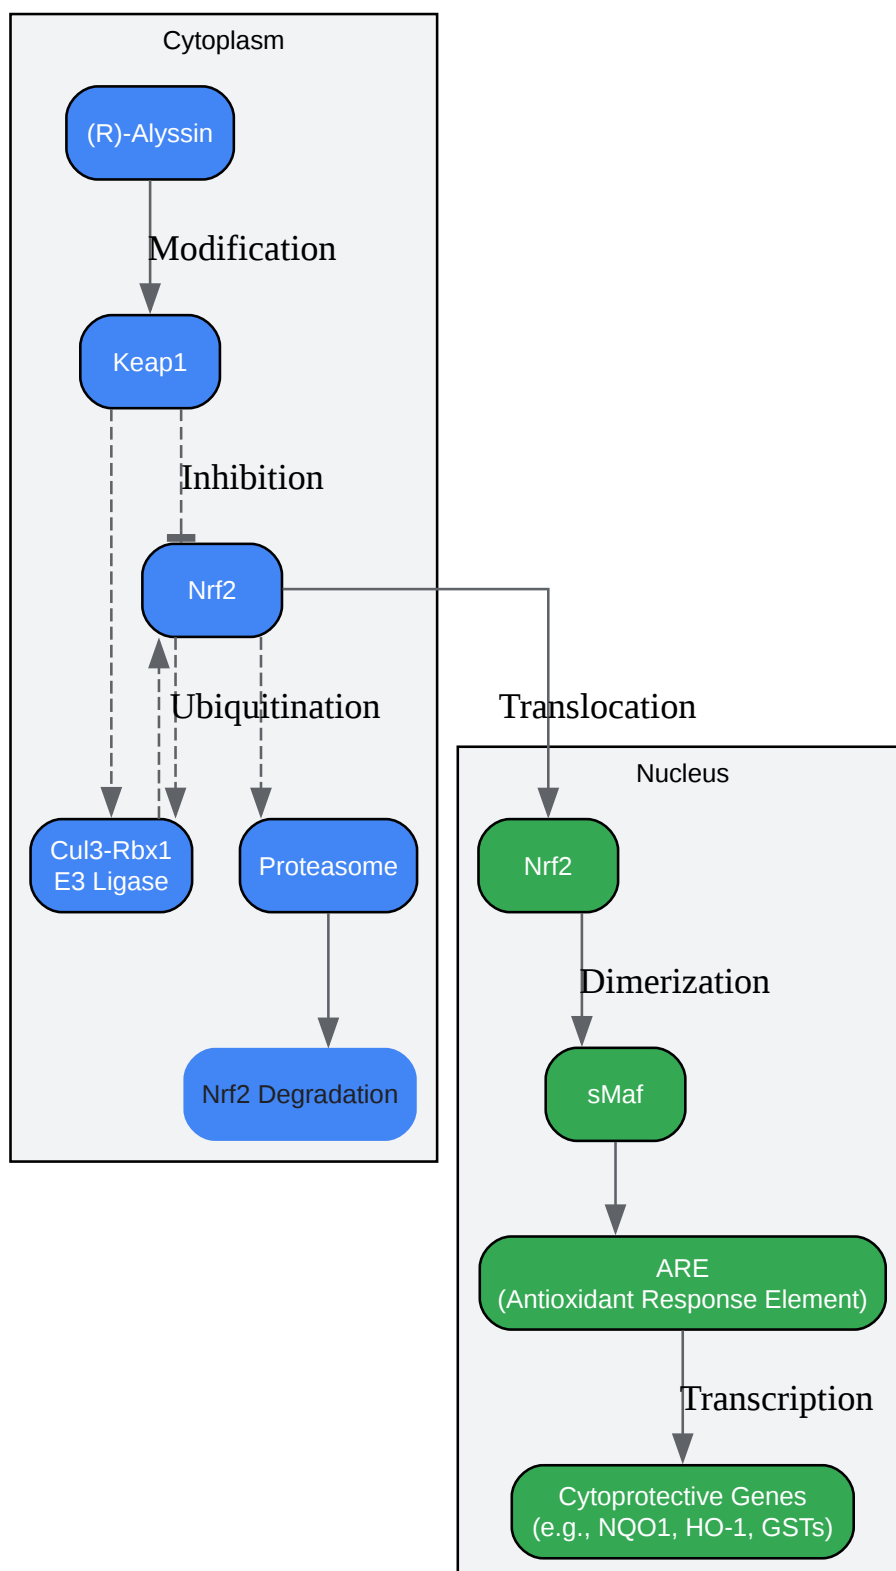 Cytoplasm
(R)-Alyssin
Modification
Keap1
Inhibition
Nrf2
Ubiquitination
Translocation
Nucleus
Cul3-Rbx1
E3 Ligase
Proteasome
Nrf2
Dimerization
Nrf2 Degradation
sMaf
ARE
(Antioxidant Response Element)
Transcription
Cytoprotective Genes
(e.g., NQO1, HO-1, GSTs)